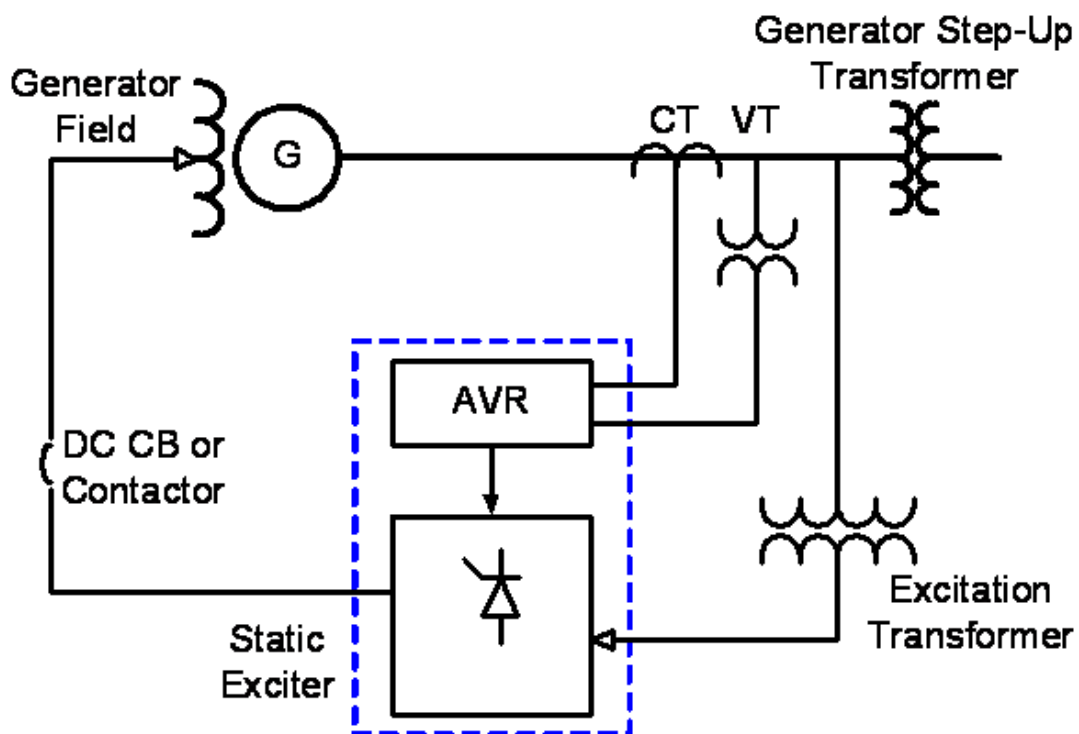 Generator Step-Up
Transformer
Generator
Field
CT
VT
G
AVR
DC CB or
Contactor
Excitation
Transformer
Static
Exciter